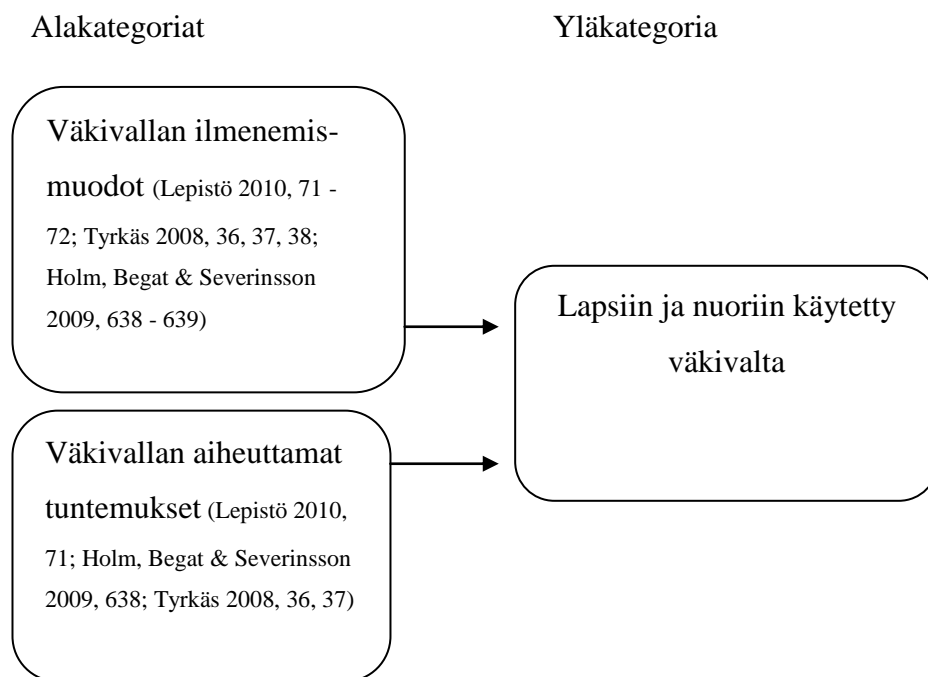 Alakategoriat
Yläkategoria
Väkivallan ilmenemis-
muodot (Lepistö 2010, 71 -
72; Tyrkäs 2008, 36, 37, 38;
Holm, Begat & Severinsson
2009, 638 - 639)
Lapsiin ja nuoriin käytetty
väkivalta
Väkivallan aiheuttamat
tuntemukset (Lepistö 2010,
71; Holm, Begat & Severinsson
2009, 638; Tyrkäs 2008, 36, 37)